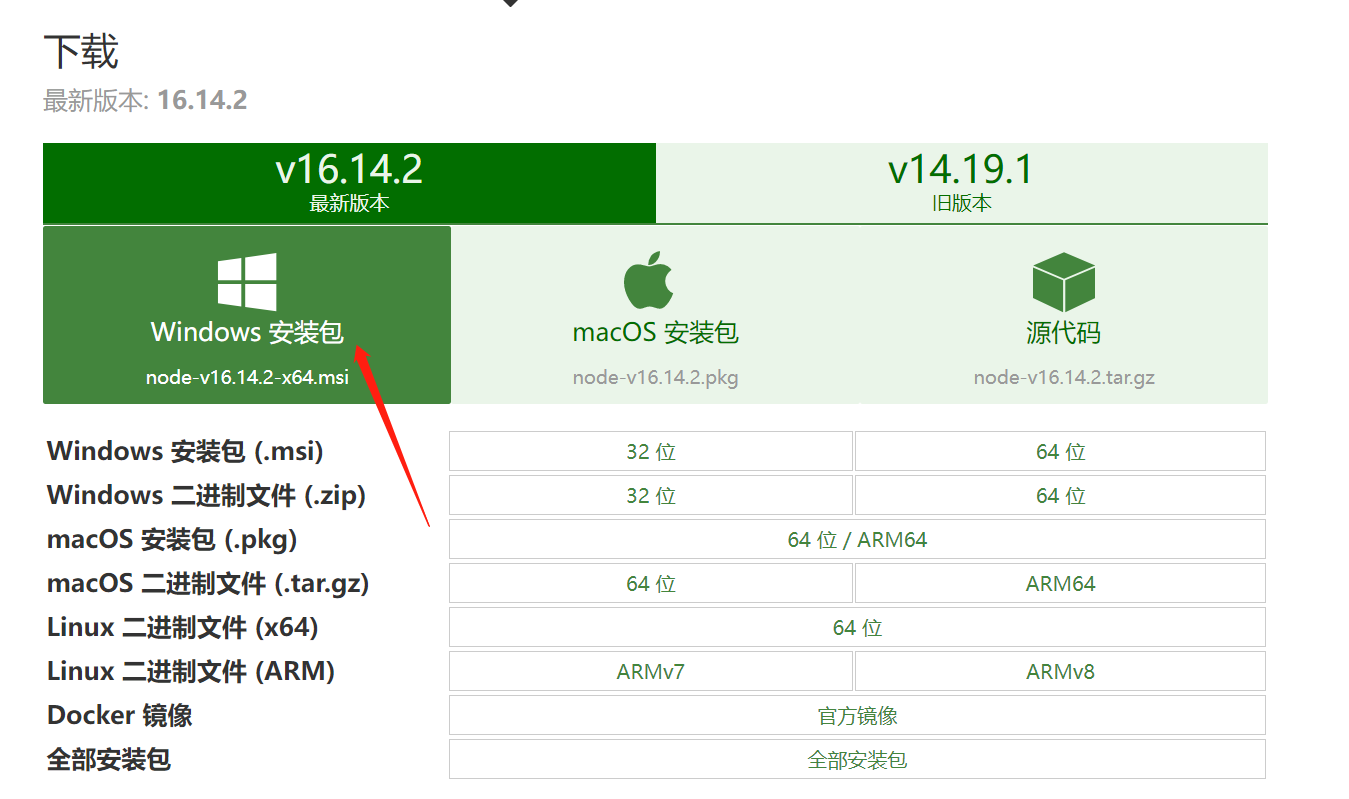 下载
最新版本: 16.14.2
v16.14.2
最新版本
v14.19.1
旧版本
Windows 安装包
node-v16.14.2-x64.msi
macOS 安装包
node-v16.14.2.pkg
源代码
node-v16.14.2.tar.gz
Windows 安装包 (.msi) 32 位 64 位
Windows 二进制文件 (.zip) 32 位 64 位
macOS 安装包 (.pkg) 64 位 / ARM64
macOS 二进制文件 (.tar.gz) 64 位 ARM64
Linux 二进制文件 (x64) 64 位
Linux 二进制文件 (ARM) ARMv7 ARMv8
Docker 镜像 官方镜像
全部安装包 全部安装包